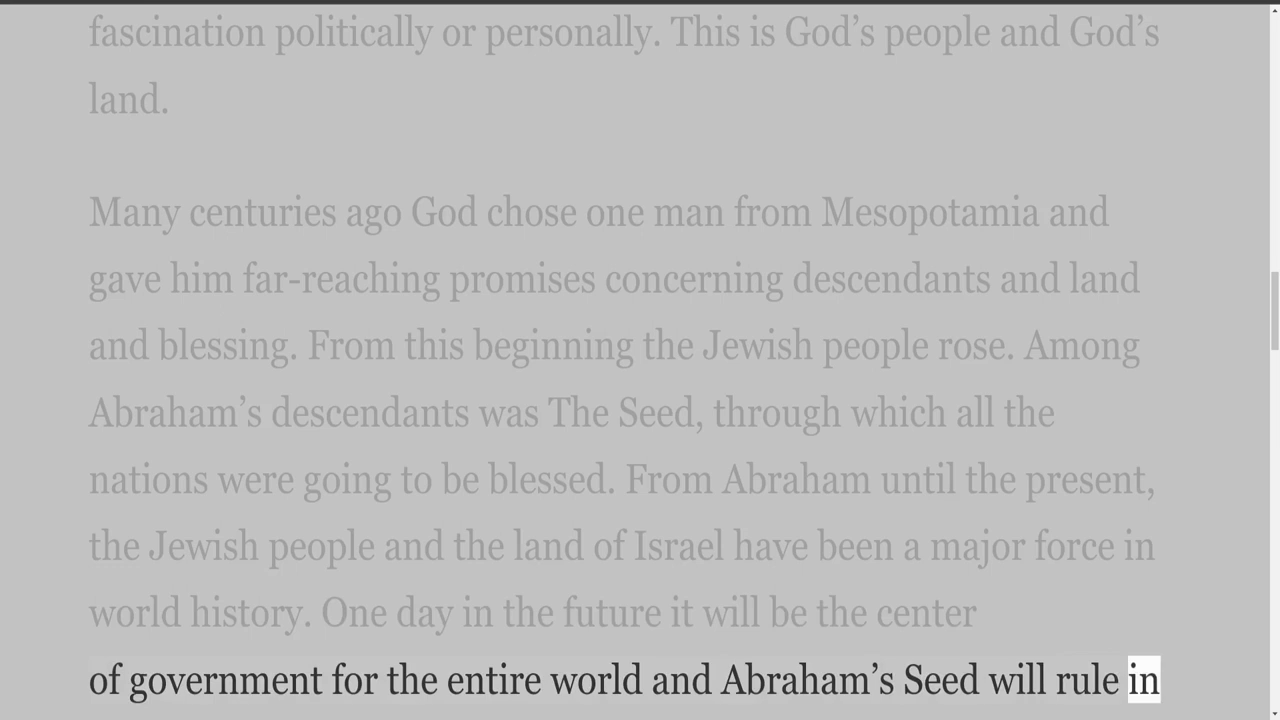 fascination politically or personally. This is God’s people and God’s
land.
Many centuries ago God chose one man from Mesopotamia and
gave him far-reaching promises concerning descendants and land
and blessing. From this beginning the Jewish people rose. Among
Abraham’s descendants was The Seed, through which all the
nations were going to be blessed. From Abraham until the present,
the Jewish people and the land of Israel have been a major force in
world history. One day in the future it will be the center
of government for the entire world and Abraham’s Seed will rule in